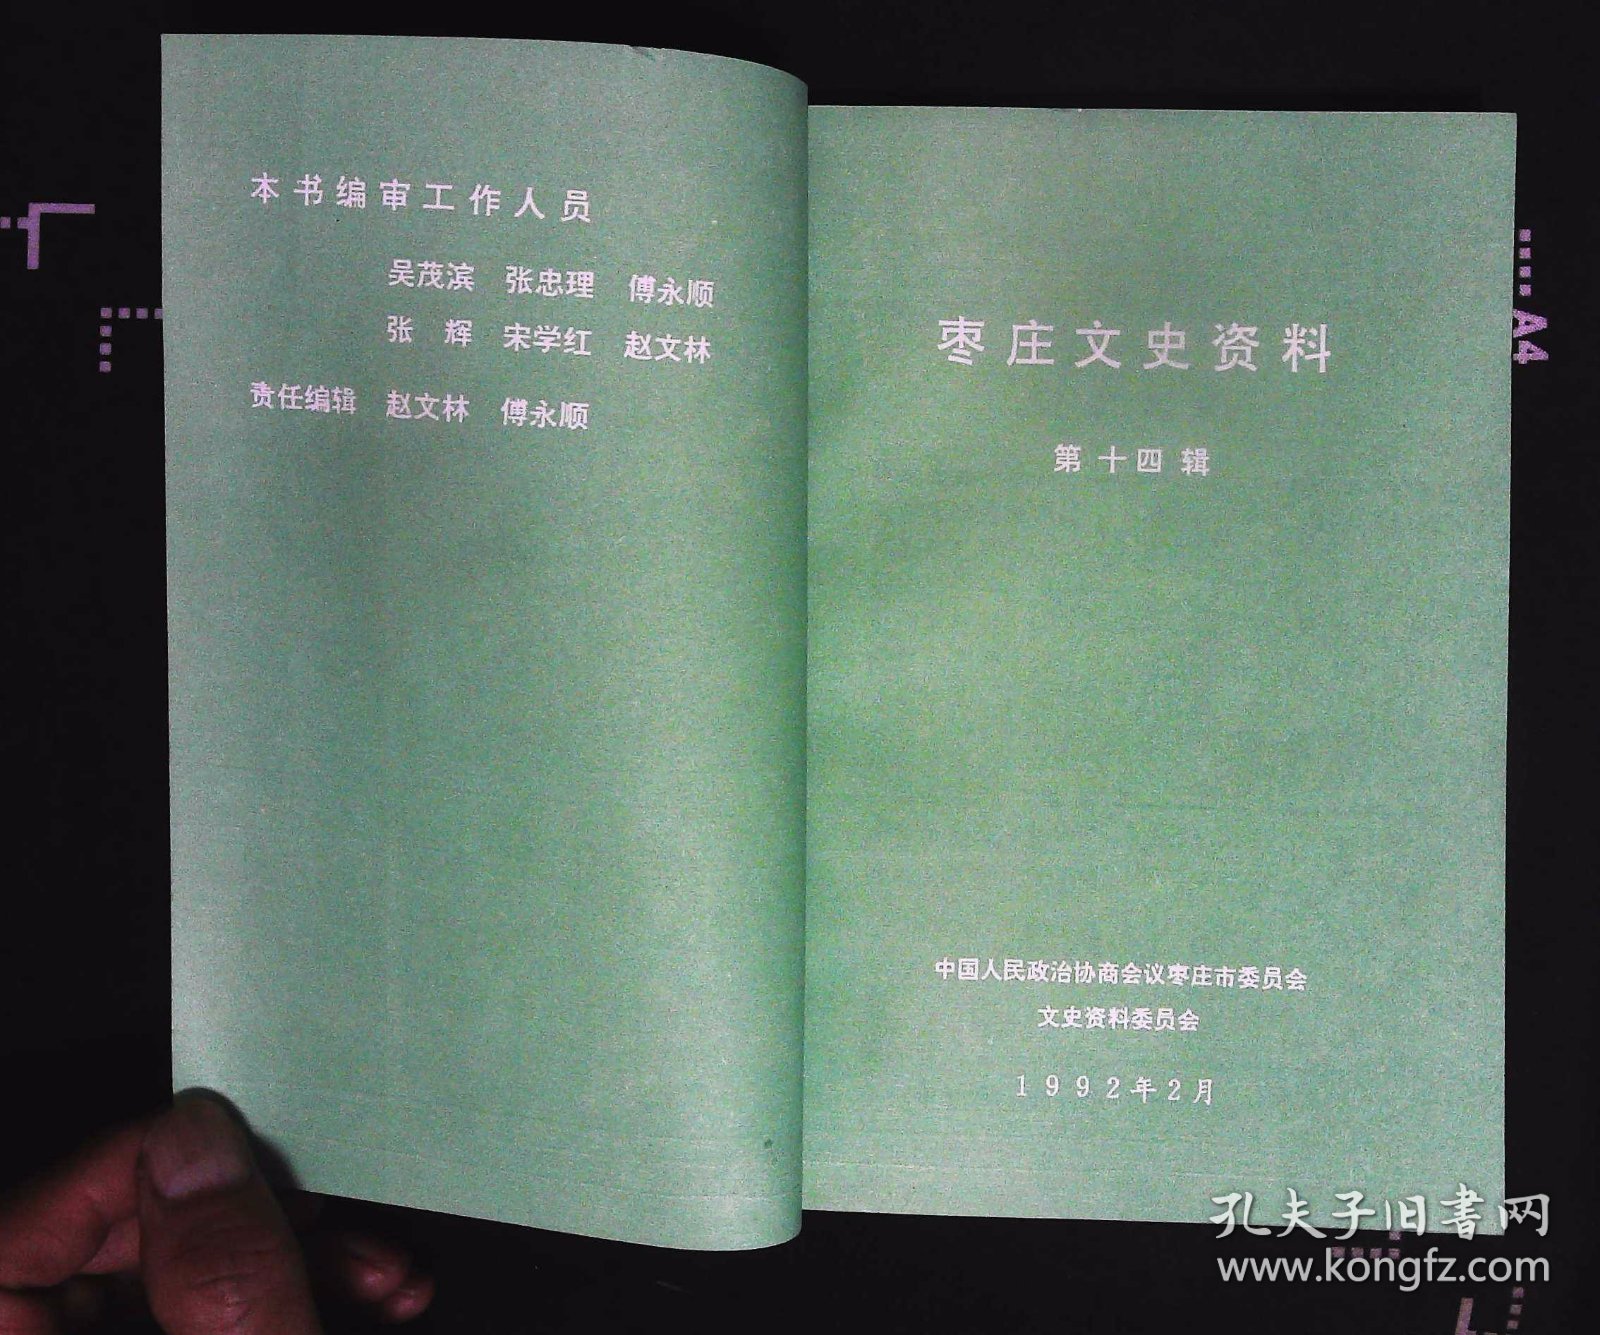 本书编审工作人员
吴茂滨 张忠理 傅永顺
张辉 宋学红 赵文林
责任编辑 赵文林 傅永顺
枣庄文史资料
第十四辑
中国人民政治协商会议枣庄市委员会
文史资料委员会
1992年2月
A4
孔夫子旧书网
www.kongfz.com